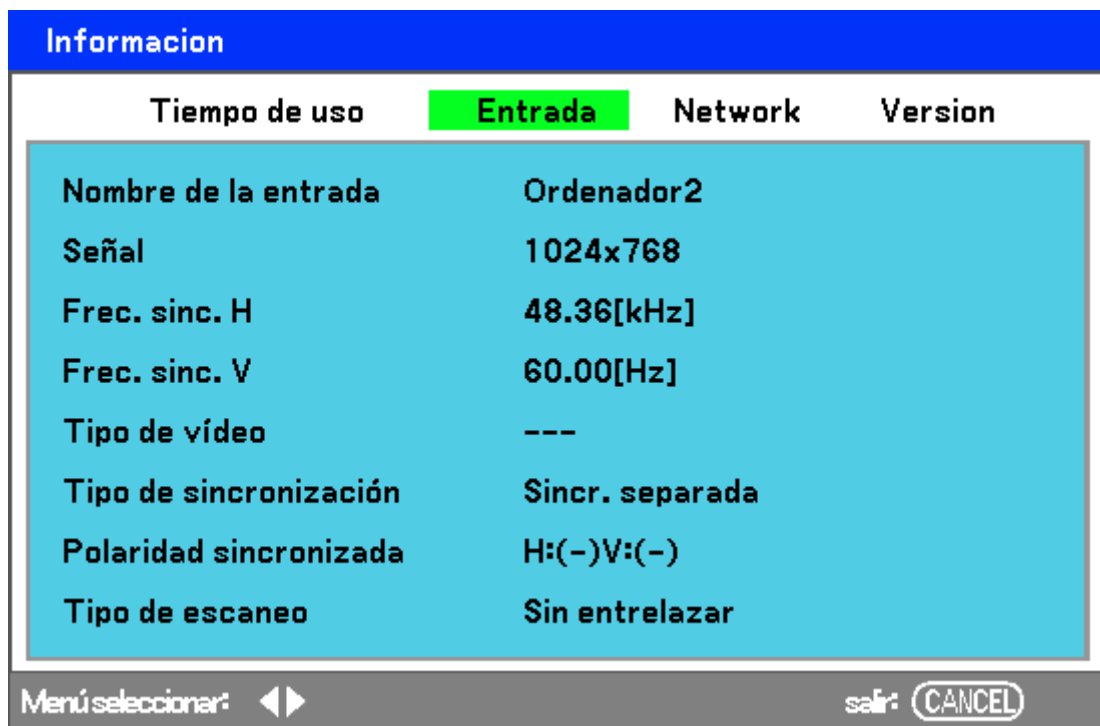 Informacion
Tiempo de uso Entrada Network Version
Nombre de la entrada Ordenador2
Señal 1024x768
Frec. sinc. H 48.36[kHz]
Frec. sinc. V 60.00[Hz]
Tipo de vídeo ---
Tipo de sincronización Sincr. separada
Polaridad sincronizada H:(-)V:(-)
Tipo de escaneo Sin entrelazar
Menú seleccionar: salir: CANCEL